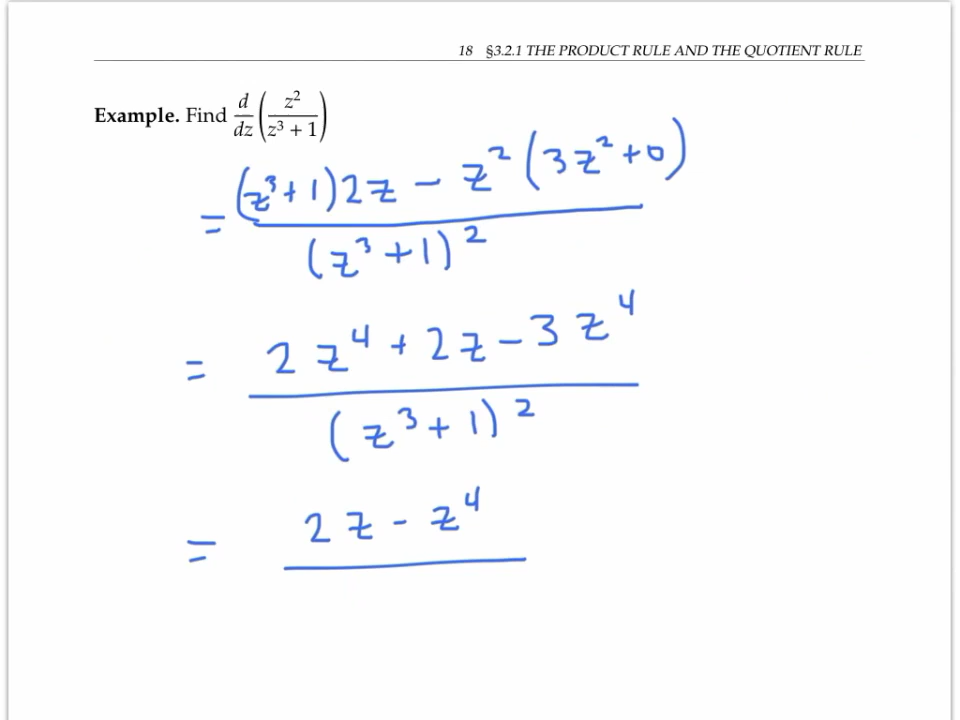 18 §3.2.1 THE PRODUCT RULE AND THE QUOTIENT RULE
Example. Find d/dz (z²/(z³ + 1))
= ((z³+1)2z - z²(3z²+0))/(z³+1)²
= (2z⁴+2z-3z⁴)/(z³+1)²
= 2z-z⁴